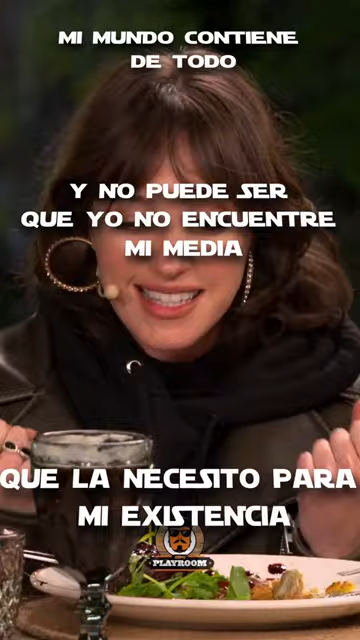 MI MUNDO CONTIENE
DE TODO
Y NO PUEDE SER
QUE YO NO ENCUENTRE
MI MEDIA
QUE LA NECESITO PARA
MI EXISTENCIA
PLAYROOM